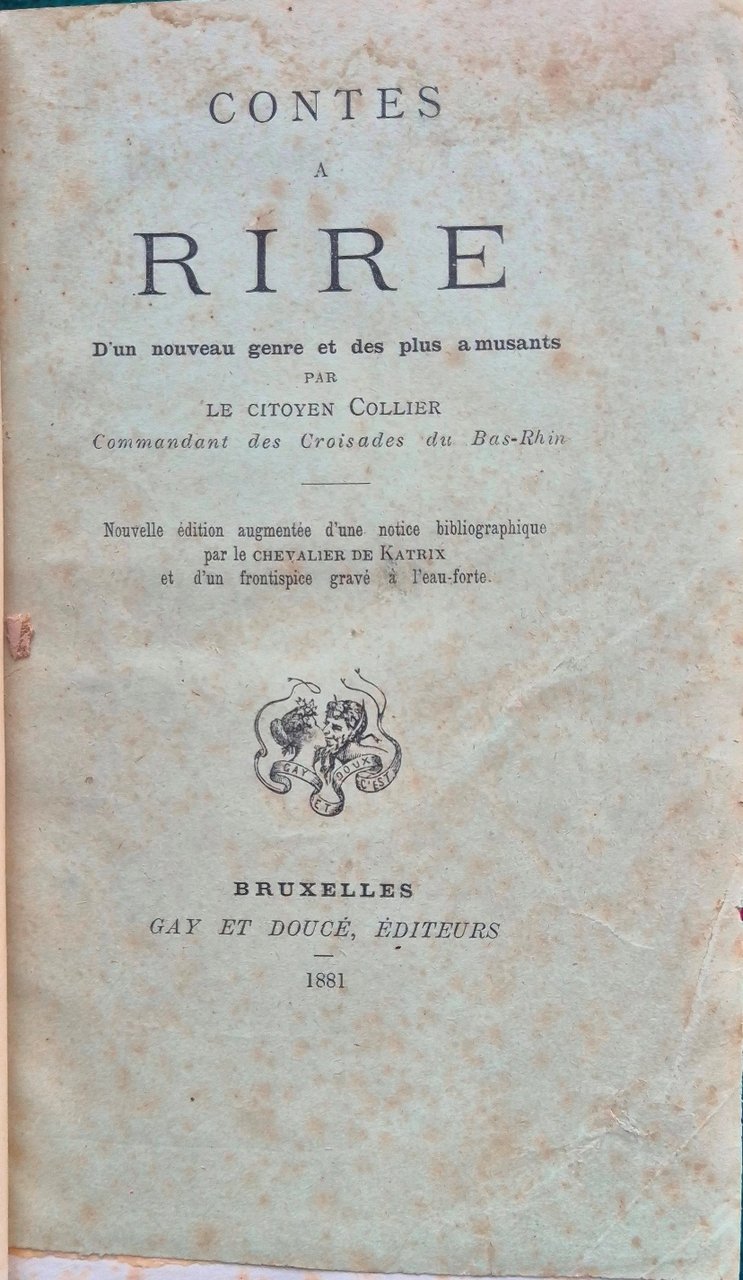 CONTES
A
RIRE
D'un nouveau genre et des plus amusants
PAR
LE CITOYEN COLLIER
Commandant des Croisades du Bas-Rhin
Nouvelle édition augmentée d'une notice bibliographique
par le CHEVALIER DE KATRIX
et d'un frontispice gravé à l'eau-forte.
GAY ET DOUX C'EST
BRUXELLES
GAY ET DOUCÉ, ÉDITEURS
1881